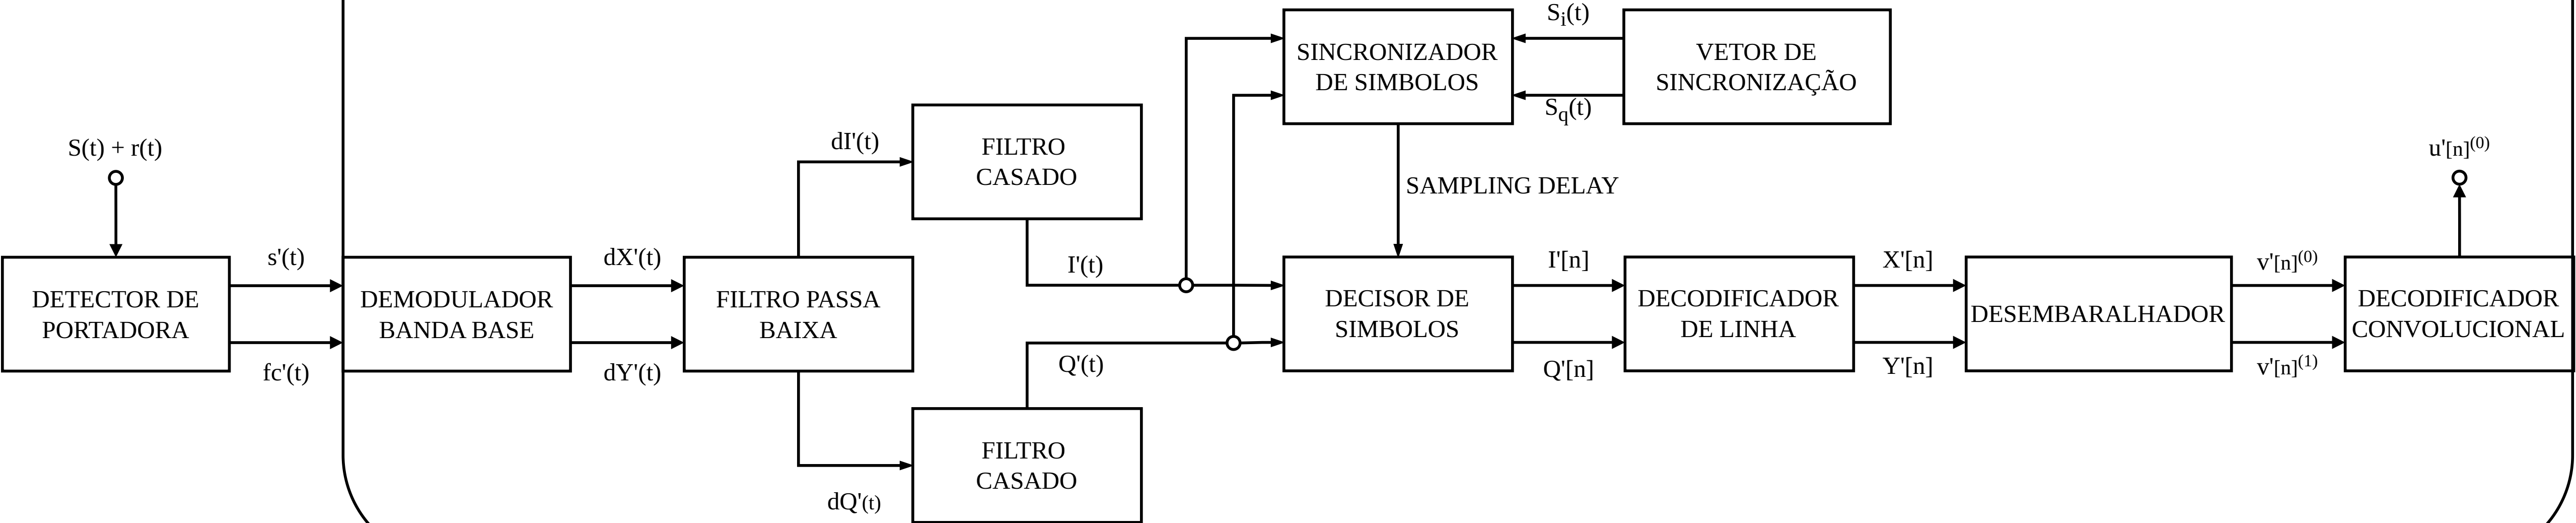 S(t) + r(t)
DETECTOR DE
PORTADORA
s'(t)
fc'(t)
DEMODULADOR
BANDA BASE
dX'(t)
dY'(t)
FILTRO PASSA
BAIXA
dI'(t)
dQ'(t)
FILTRO
CASADO
FILTRO
CASADO
I'(t)
Q'(t)
SINCRONIZADOR
DE SIMBOLOS
Si(t)
Sq(t)
VETOR DE
SINCRONIZAÇÃO
SAMPLING DELAY
DECISOR DE
SIMBOLOS
I'[n]
Q'[n]
DECODIFICADOR
DE LINHA
X'[n]
Y'[n]
DESEMBARALHADOR
v'[n](0)
v'[n](1)
DECODIFICADOR
CONVOLUCIONAL
u'[n](0)